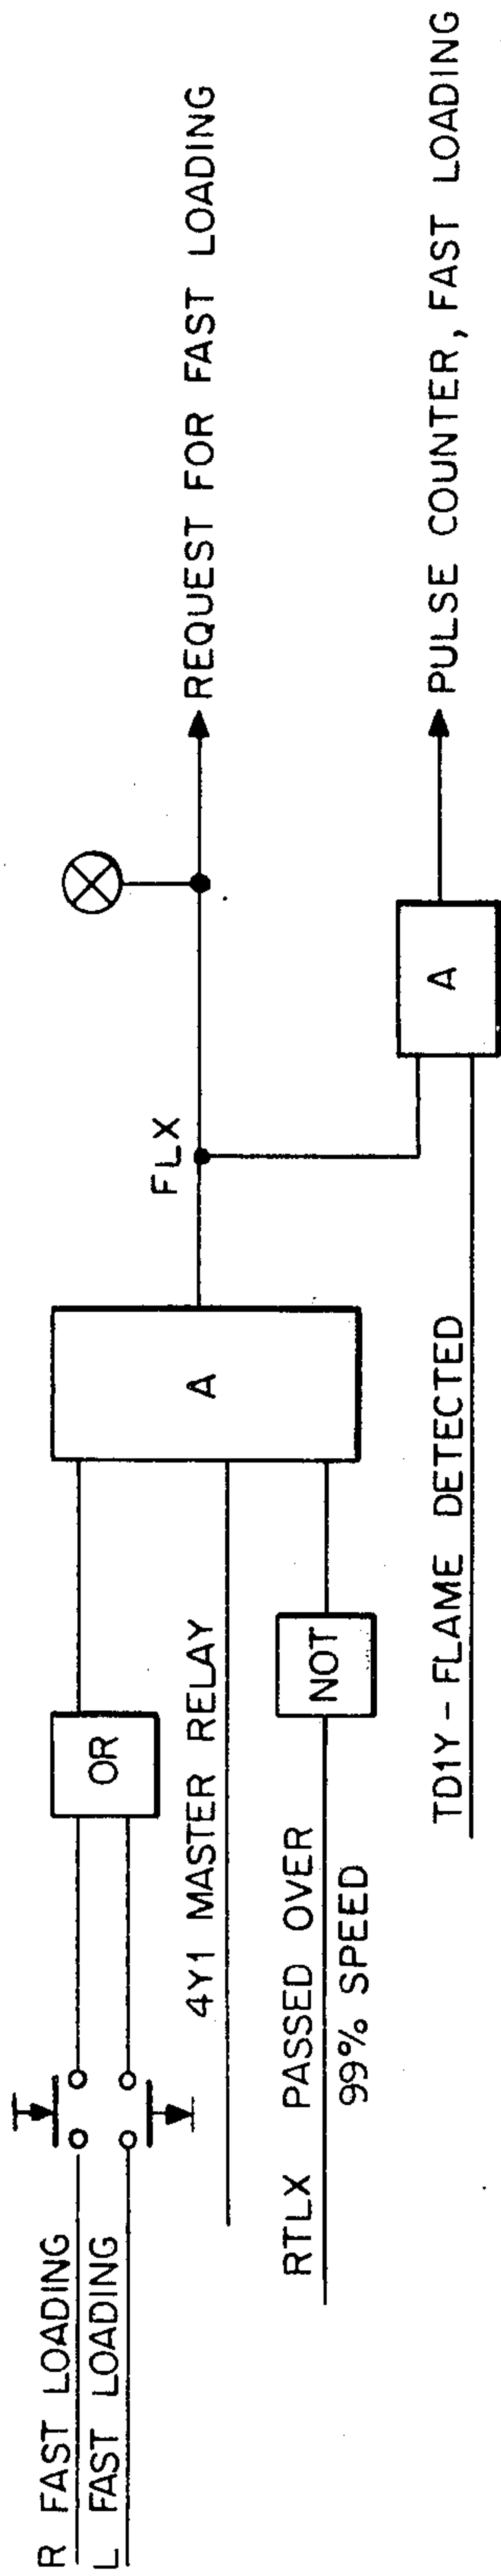 R FAST LOADING
L FAST LOADING
OR
4Y1 MASTER RELAY
RTLX PASSED OVER
99% SPEED
NOT
A
FLX
REQUEST FOR FAST LOADING
TD1Y - FLAME DETECTED
A
PULSE COUNTER, FAST LOADING